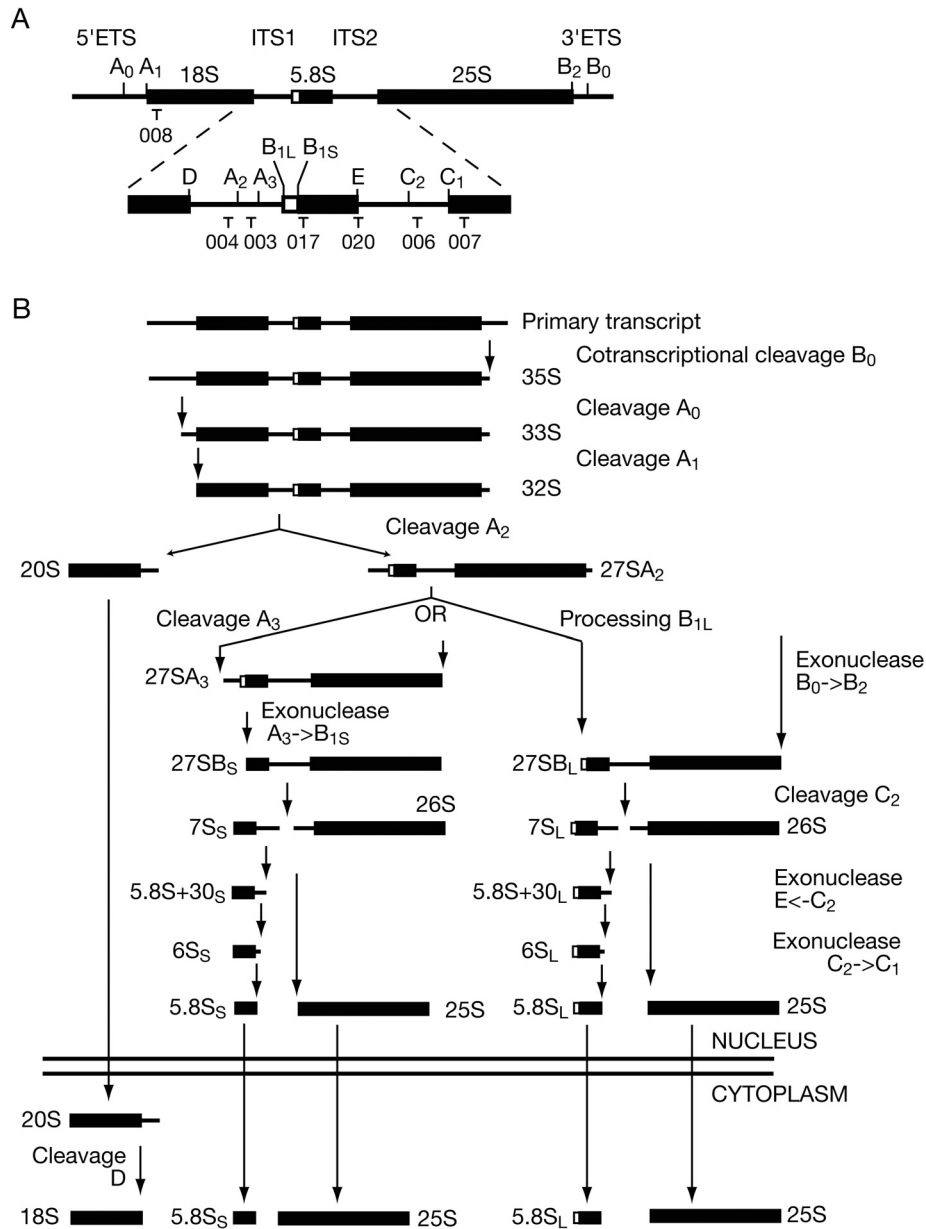 A
5'ETS ITS1 ITS2 3'ETS
A0 A1 18S 5.8S 25S B2 B0
008
B1L B1S
D A2 A3 E C2 C1
004 003 017 020 006 007
B
Primary transcript
Cotranscriptional cleavage B0
35S
Cleavage A0
33S
Cleavage A1
32S
Cleavage A2
20S 27SA2
Cleavage A3 OR Processing B1L
27SA3
Exonuclease
B0->B2
Exonuclease
A3->B1S
27SBS 27SBL
Cleavage C2
7SS 26S 7SL 26S
5.8S+30S 5.8S+30L
Exonuclease
E<-C2
6SS 6SL
Exonuclease
C2->C1
5.8SS 25S 5.8SL 25S
NUCLEUS
CYTOPLASM
20S
Cleavage
D
18S 5.8SS 25S 5.8SL 25S